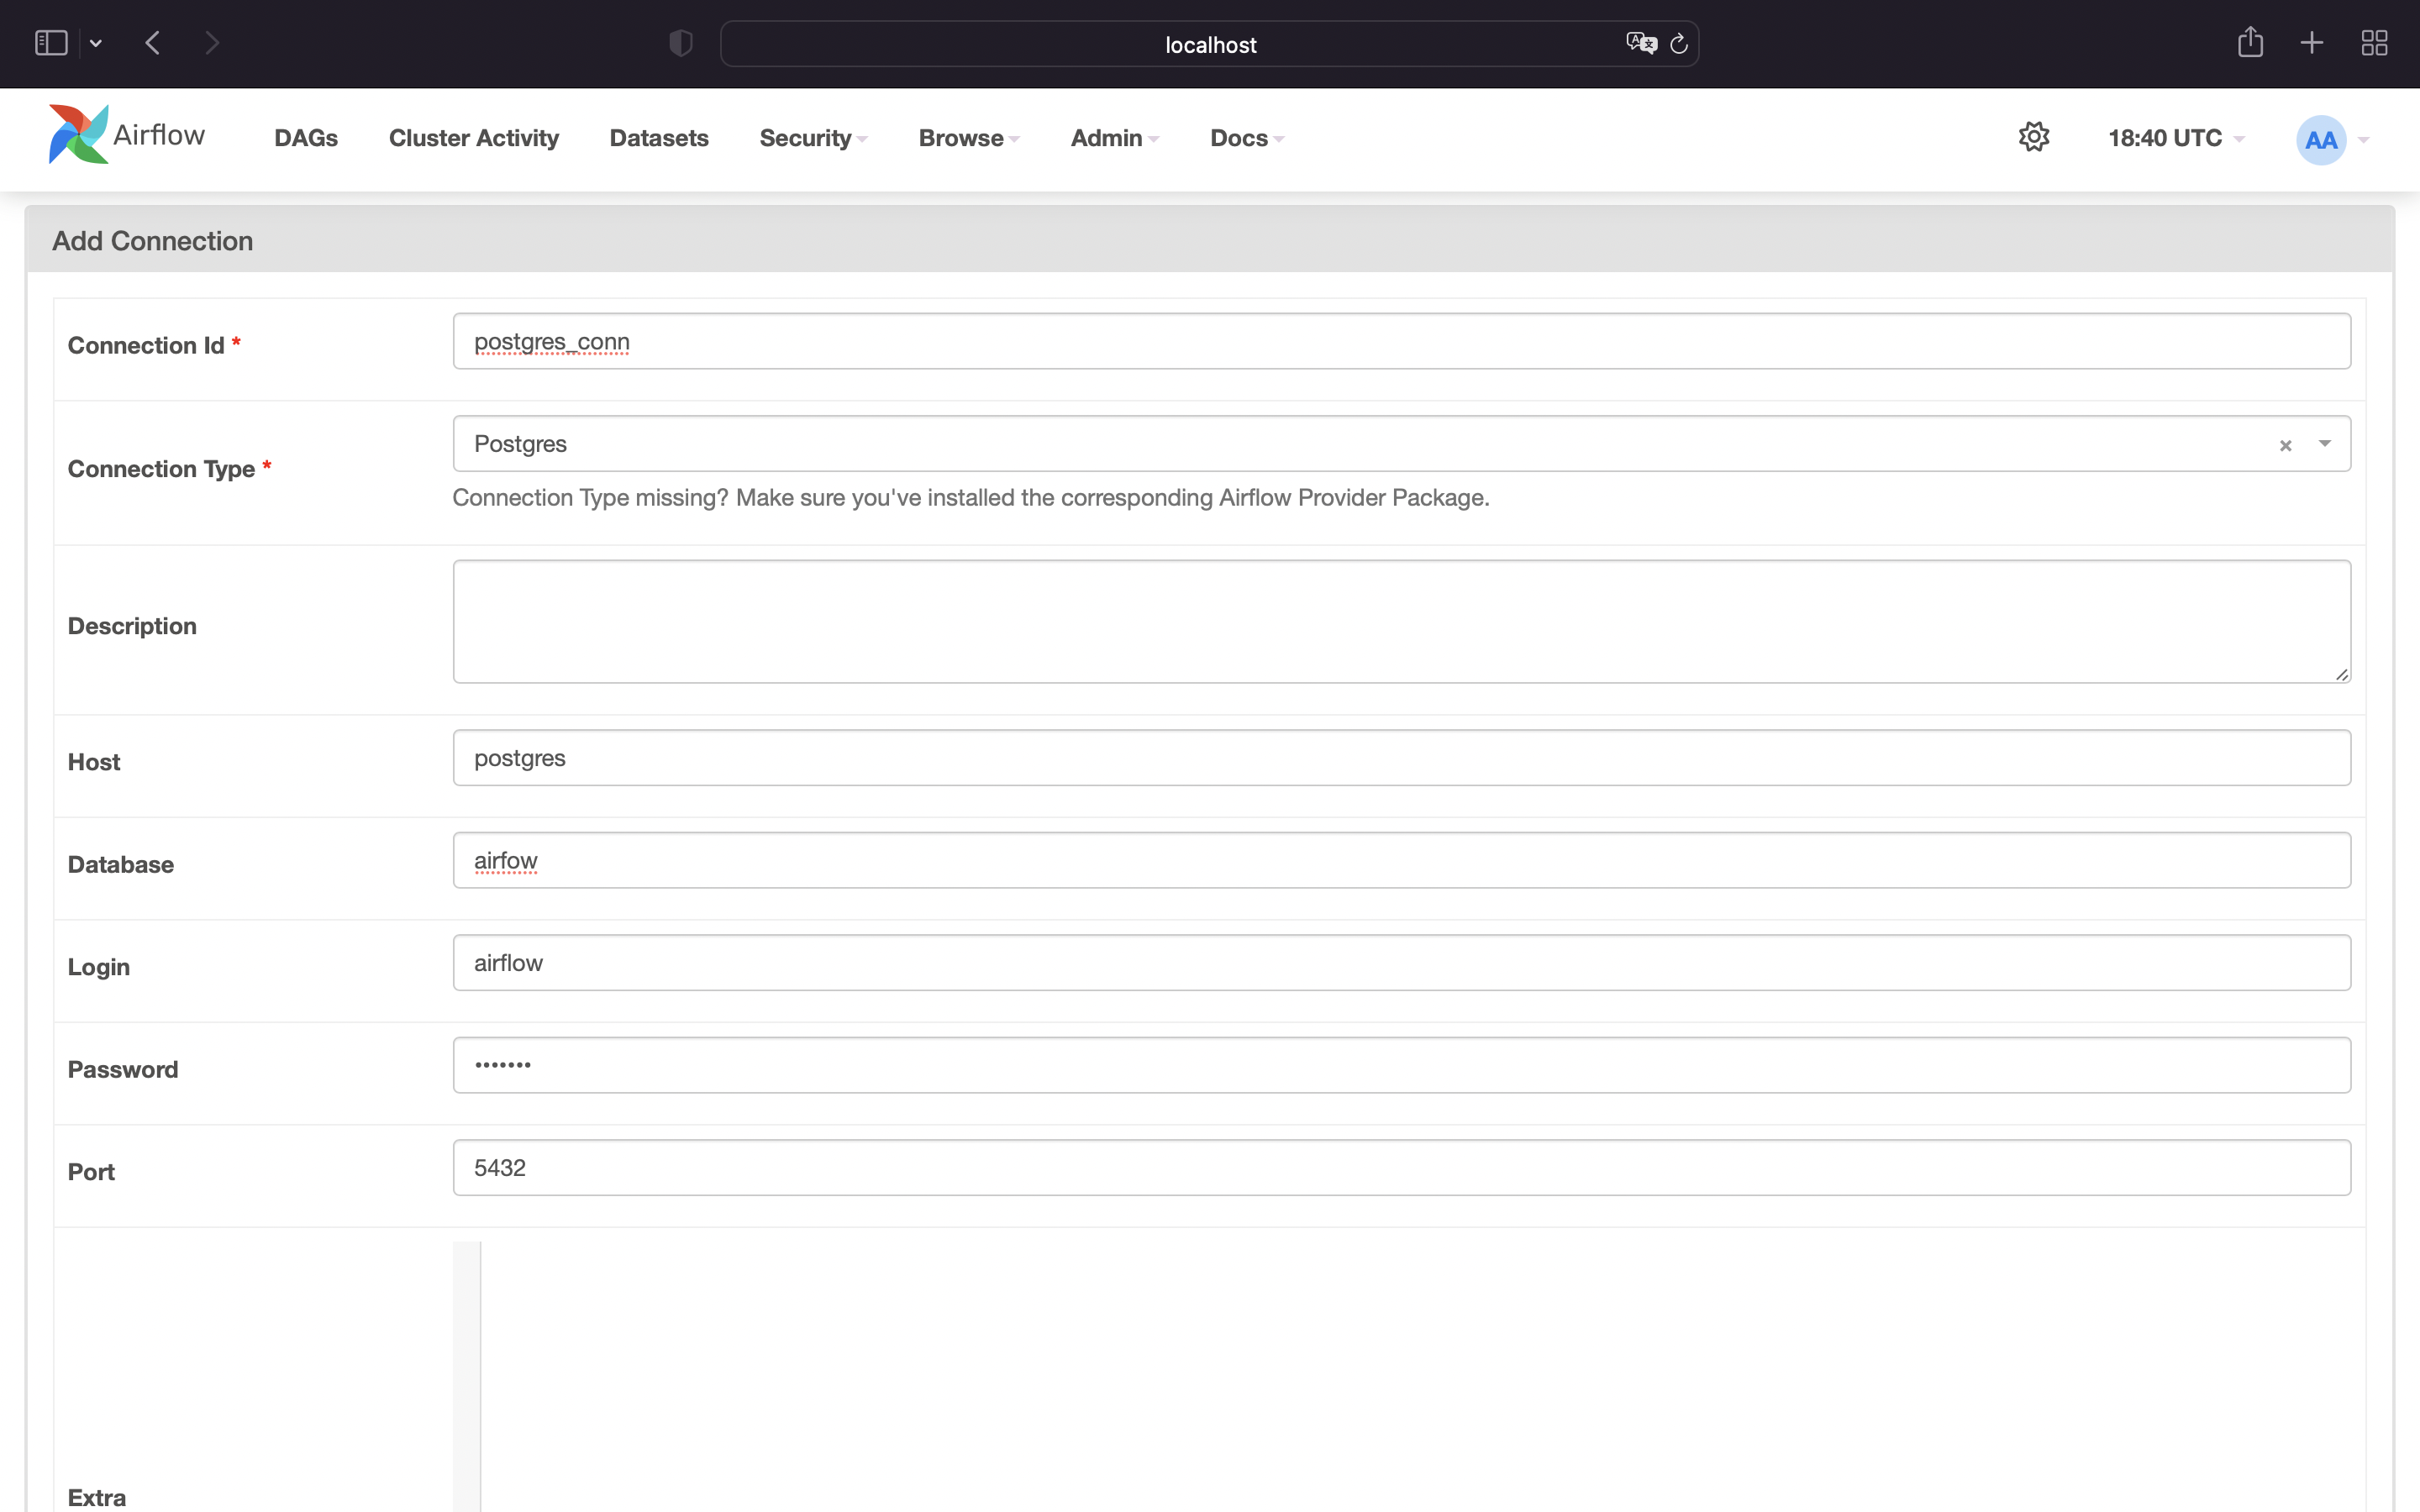 localhost
Airflow
DAGs Cluster Activity Datasets Security Browse Admin Docs 18:40 UTC AA
Add Connection
Connection Id * postgres_conn
Connection Type * Postgres
Connection Type missing? Make sure you've installed the corresponding Airflow Provider Package.
Description
Host postgres
Database airfow
Login airflow
Password •••••••
Port 5432
Extra